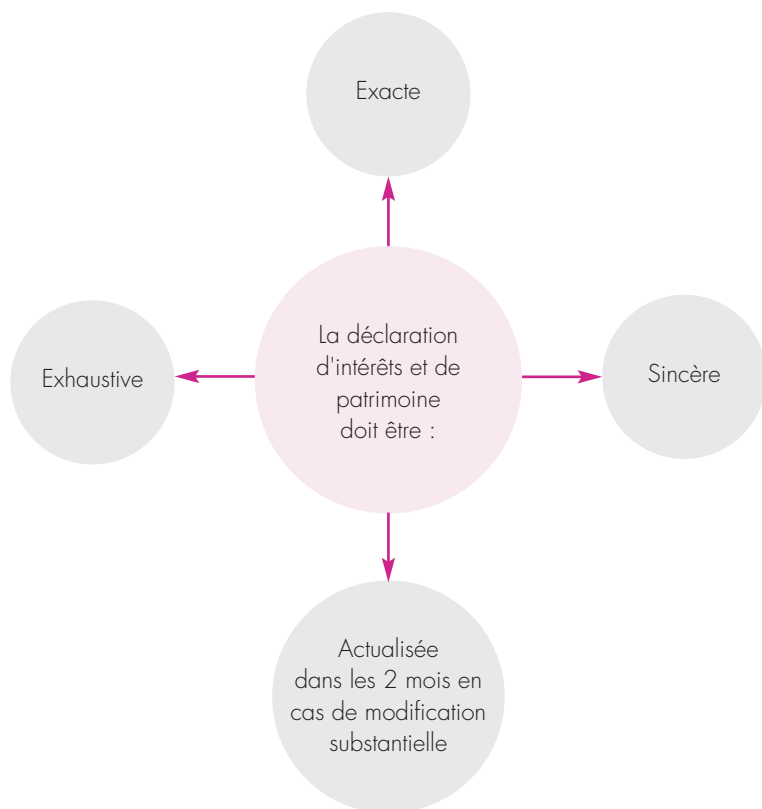 Exacte
La déclaration
d'intérêts et de
patrimoine
doit être :
Exhaustive
Sincère
Actualisée
dans les 2 mois en
cas de modification
substantielle